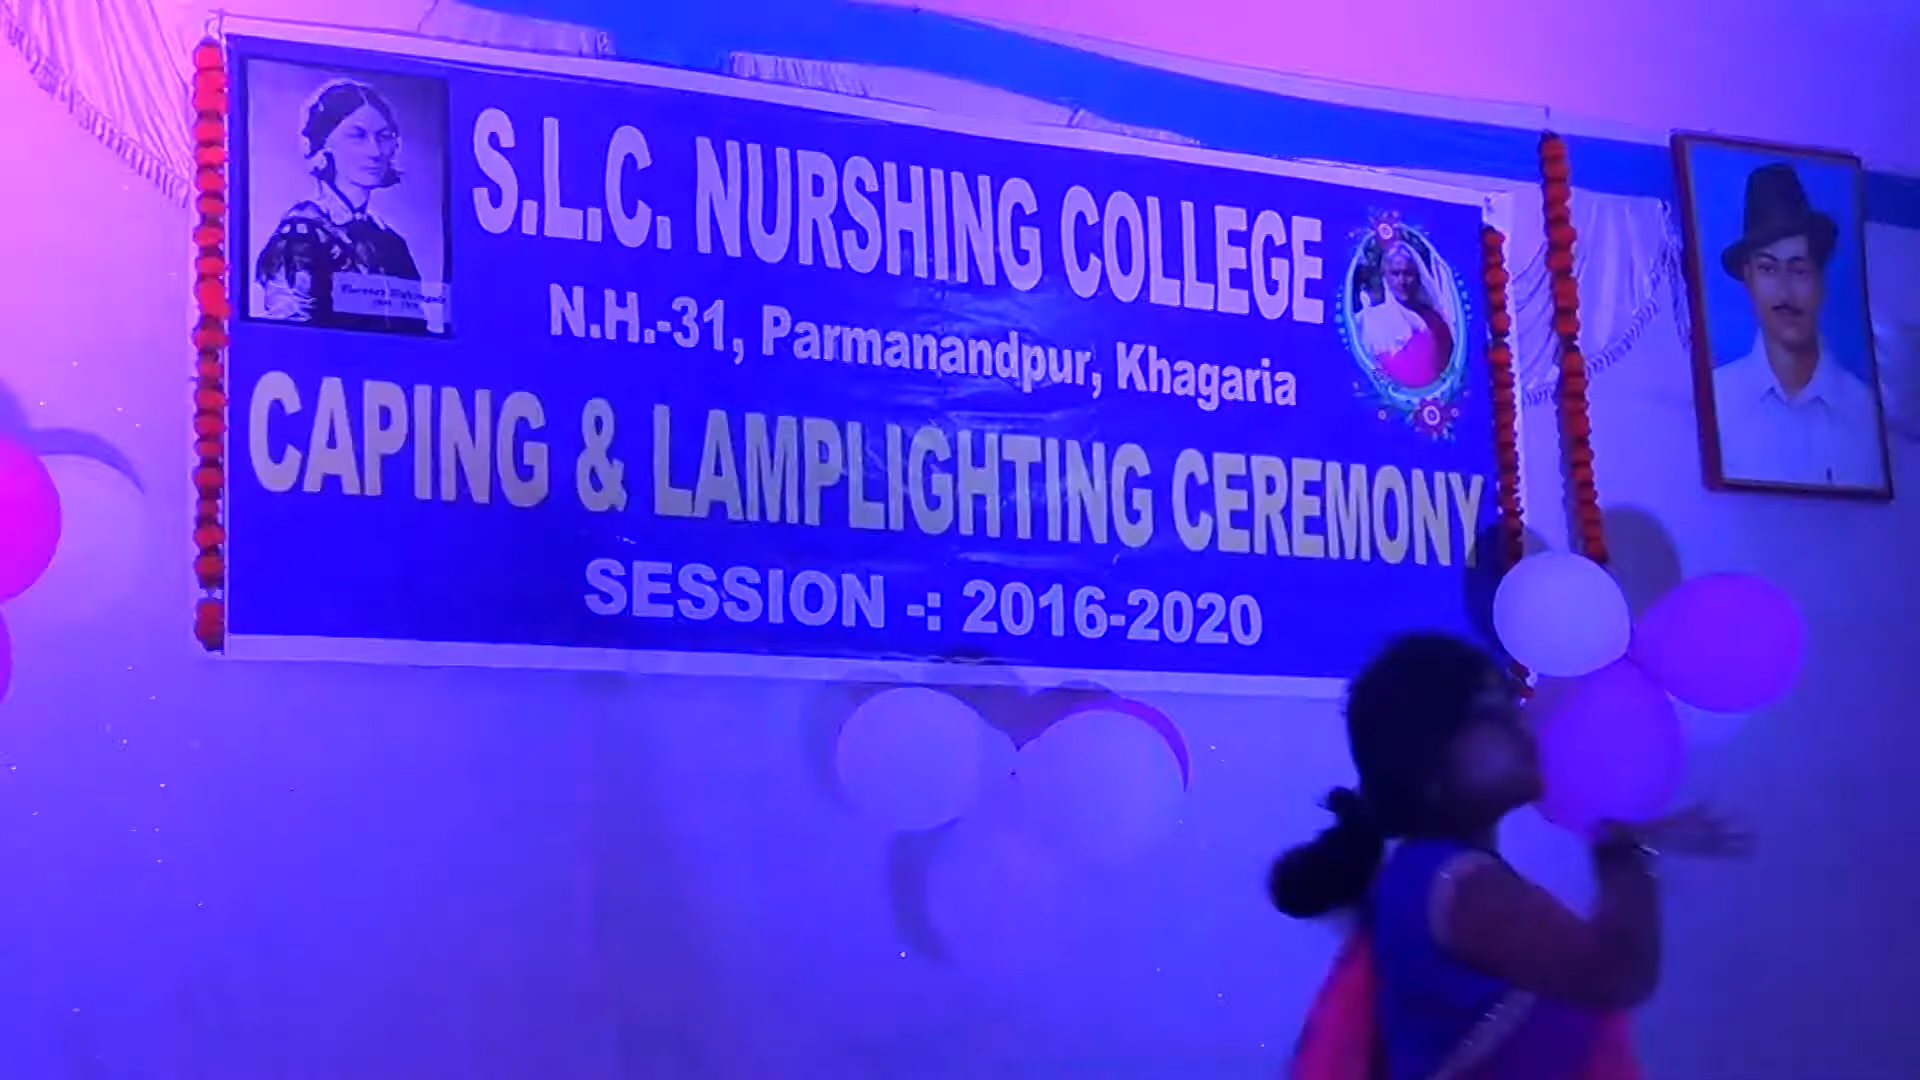 S.L.C. NURSHING COLLEGE
N.H.-31, Parmanandpur, Khagaria
CAPING & LAMPLIGHTING CEREMONY
SESSION -: 2016-2020